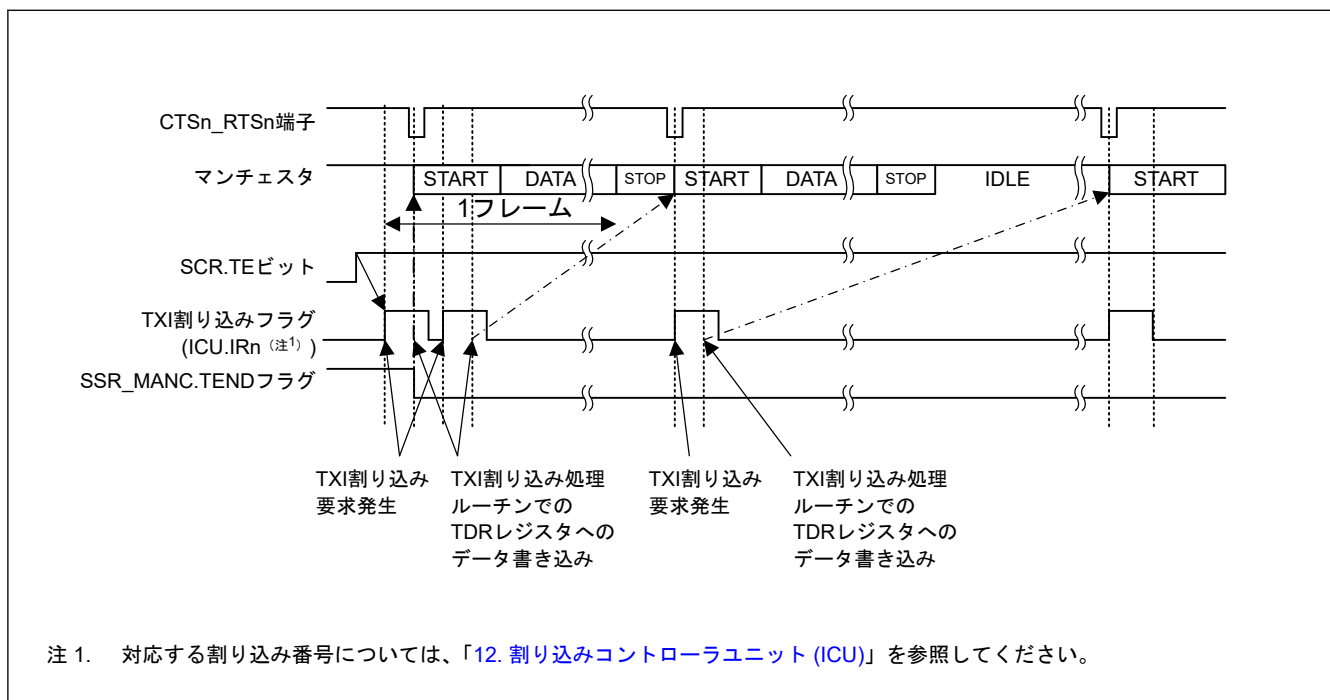 CTSn_RTSn端子
マンチェスタ
START DATA STOP START DATA STOP IDLE START
1フレーム
SCR.TEビット
TXI割り込みフラグ
(ICU.IRn（注1）)
SSR_MANC.TENDフラグ
TXI割り込み
要求発生
TXI割り込み処理
ルーチンでの
TDRレジスタへの
データ書き込み
TXI割り込み
要求発生
TXI割り込み処理
ルーチンでの
TDRレジスタへの
データ書き込み
注 1. 対応する割り込み番号については、「12. 割り込みコントローラユニット (ICU)」を参照してください。